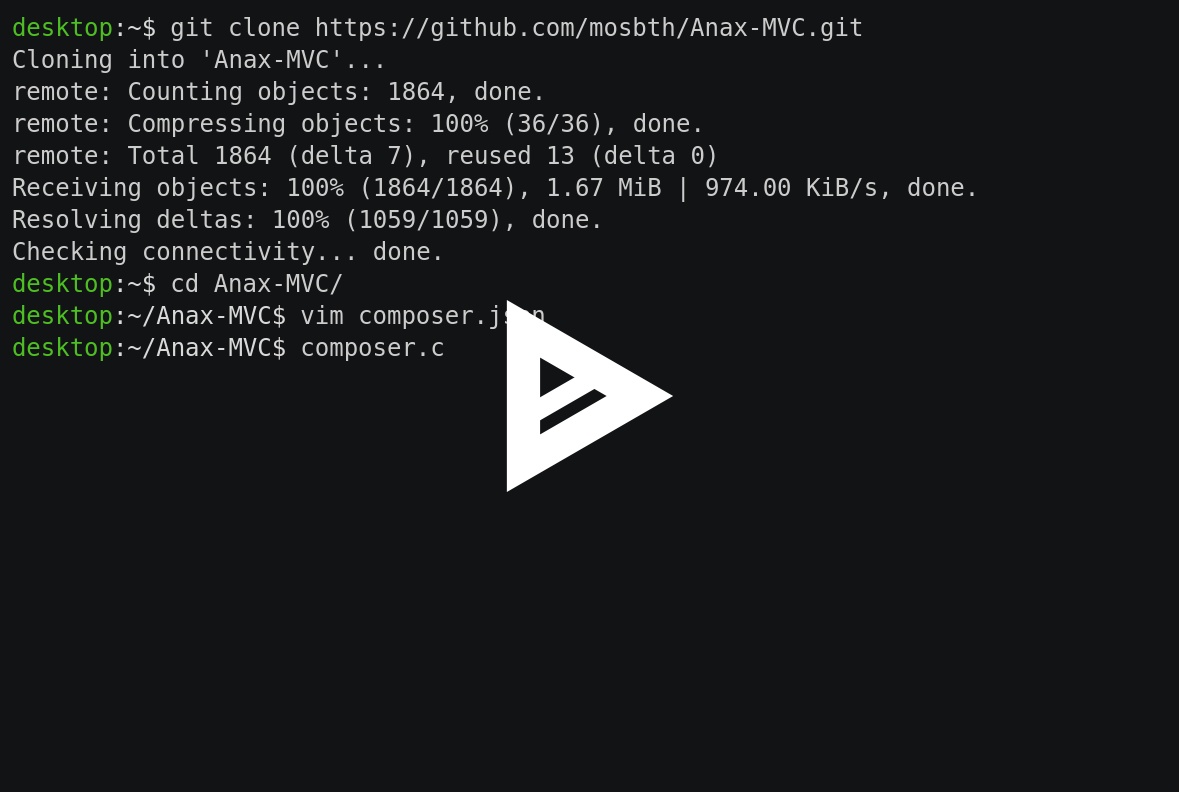 desktop:~$ git clone https://github.com/mosbth/Anax-MVC.git
Cloning into 'Anax-MVC'...
remote: Counting objects: 1864, done.
remote: Compressing objects: 100% (36/36), done.
remote: Total 1864 (delta 7), reused 13 (delta 0)
Receiving objects: 100% (1864/1864), 1.67 MiB | 974.00 KiB/s, done.
Resolving deltas: 100% (1059/1059), done.
Checking connectivity... done.
desktop:~$ cd Anax-MVC/
desktop:~/Anax-MVC$ vim composer.json
desktop:~/Anax-MVC$ composer.c